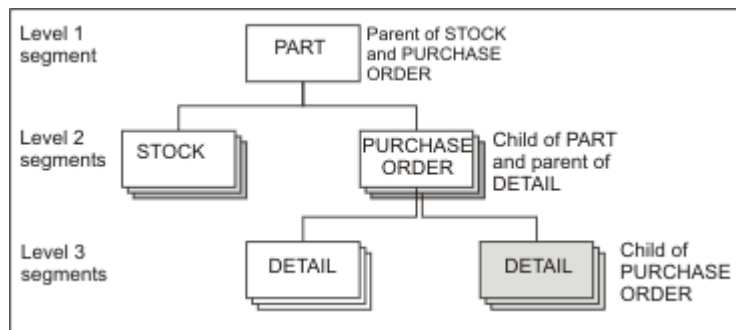 Level 1
segment
PART
Parent of STOCK
and PURCHASE
ORDER
Level 2
segments
STOCK
PURCHASE
ORDER
Child of PART
and parent of
DETAIL
Level 3
segments
DETAIL
DETAIL
Child of
PURCHASE
ORDER